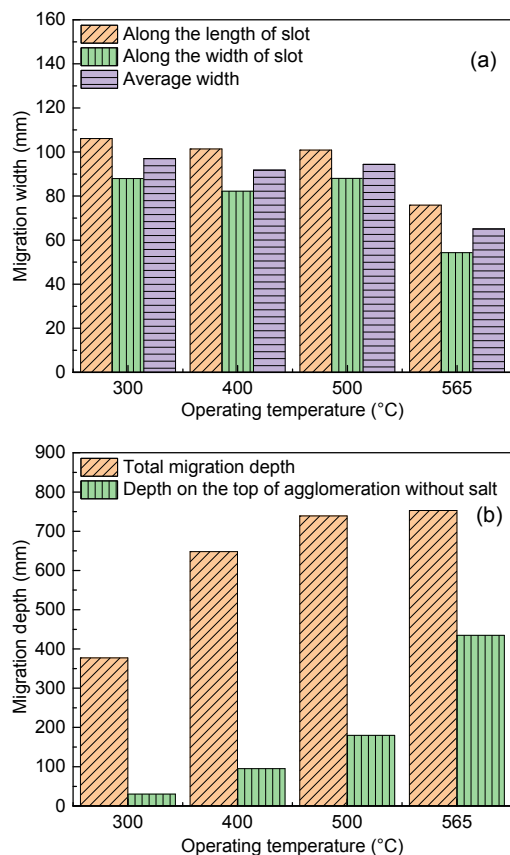 160
Along the length of slot
(a)
140
Along the width of slot
Average width
120
100
80
60
40
20
0
Migration width (mm)
300 400 500 565
Operating temperature (°C)
900
Total migration depth
800
Depth on the top of agglomeration without salt
(b)
700
600
500
400
300
200
100
0
Migration depth (mm)
300 400 500 565
Operating temperature (°C)